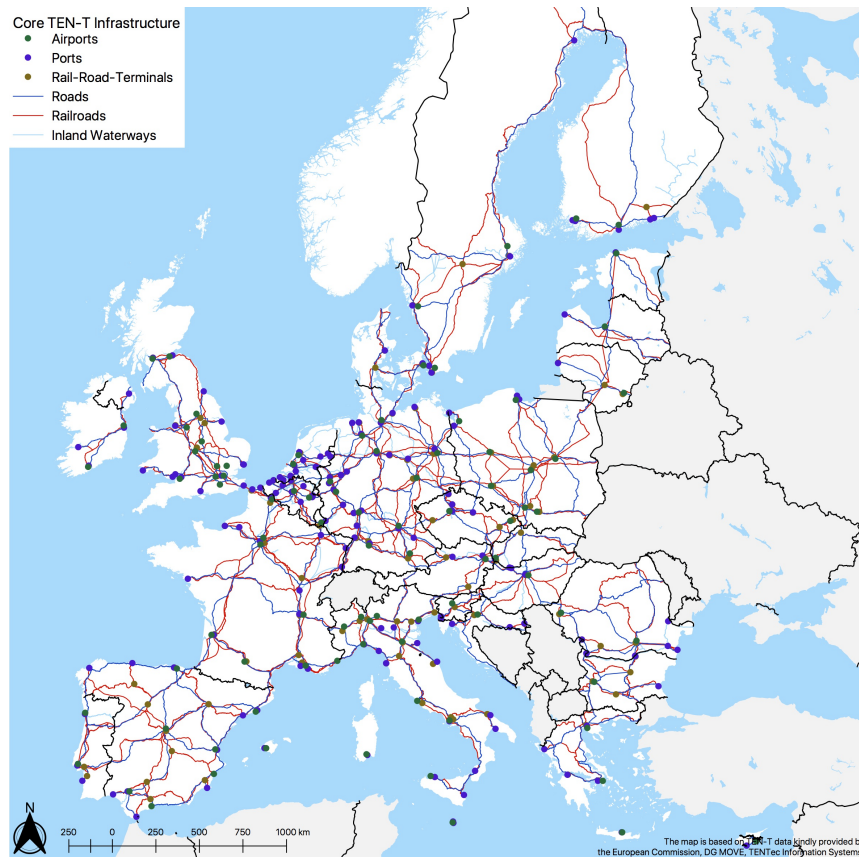 Core TEN-T Infrastructure
Airports
Ports
Rail-Road-Terminals
Roads
Railroads
Inland Waterways
N
250 0 250 500 750 1000 km
The map is based on TEN-T data kindly provided b
the European Commission, DG MOVE, TENTec Information Systems